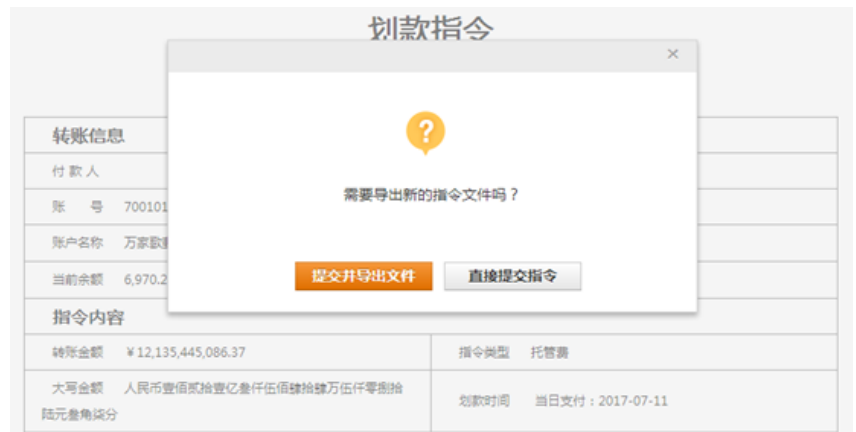 划款指令
×
?
转账信息
付款人
需要导出新的指令文件吗？
账 号 700101
账户名称 万家
当前余额 6,970.2
提交并导出文件 直接提交指令
指令内容
转账金额 ￥12,135,445,086.37 指令类型 托管费
大写金额 人民币壹佰贰拾壹亿叁仟伍佰肆拾肆万伍仟零捌拾
陆元叁角柒分
划款时间 当日支付：2017-07-11